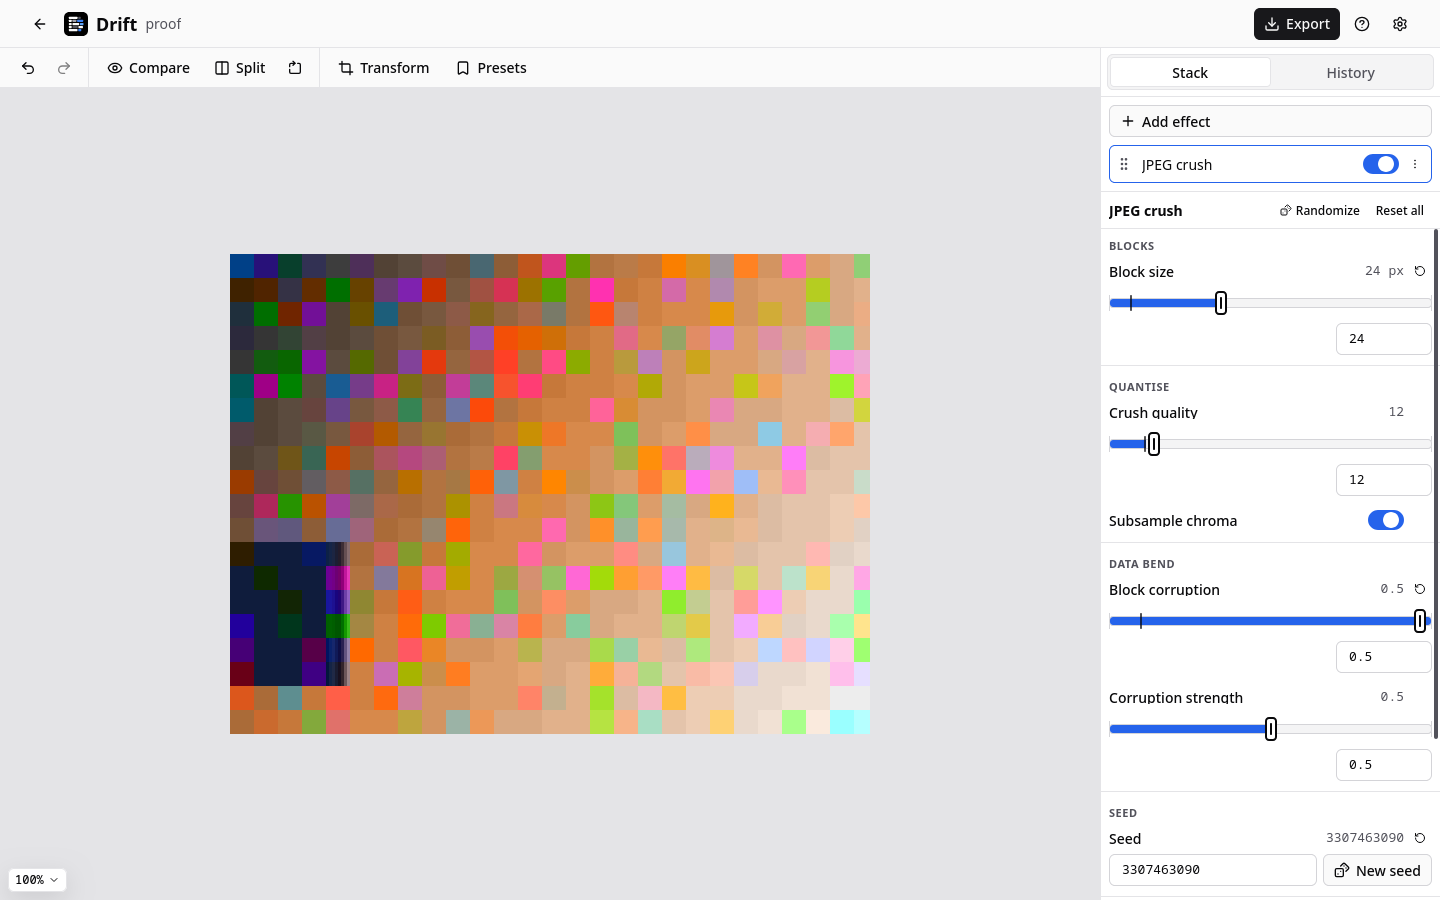 Drift proof
Export
Compare
Split
Transform
Presets
Stack
History
Add effect
JPEG crush
JPEG crush
Randomize
Reset all
BLOCKS
Block size
24 px
24
QUANTISE
Crush quality
12
12
Subsample chroma
DATA BEND
Block corruption
0.5
0.5
Corruption strength
0.5
0.5
SEED
Seed
3307463090
3307463090
New seed
100%